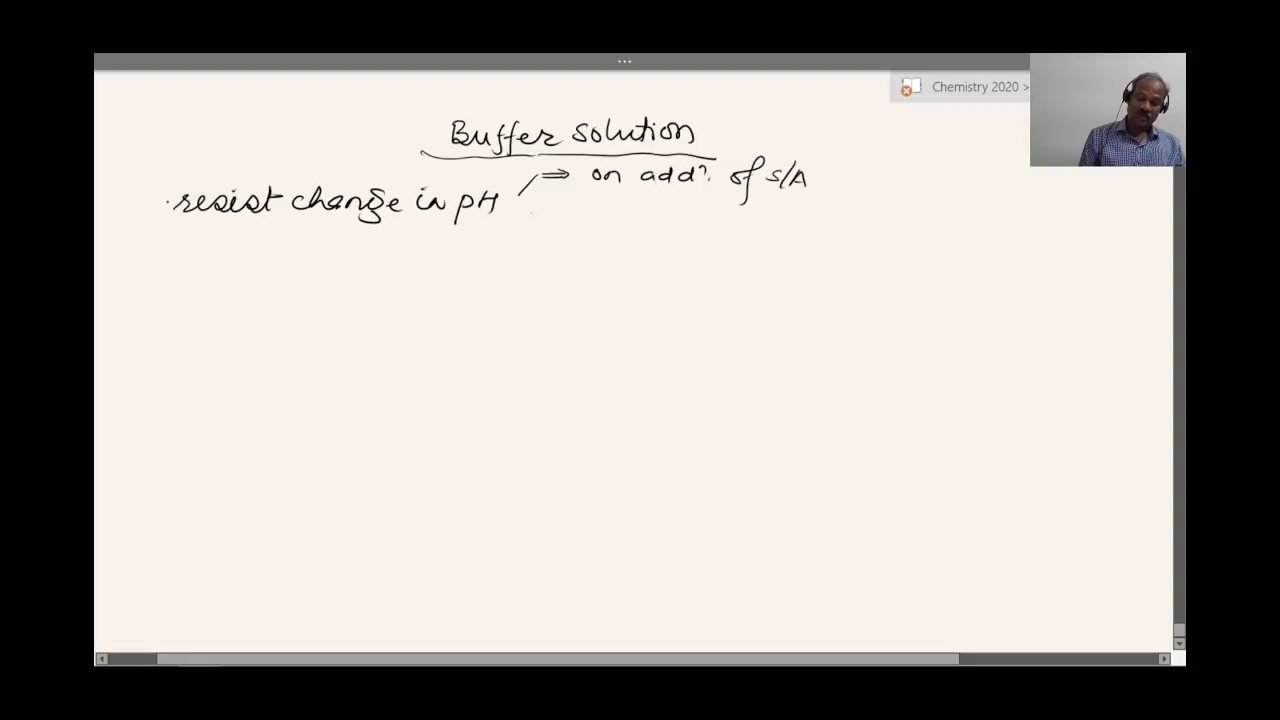 Chemistry 2020 >
Buffer solution
⇒ on addn. of S/A
resist change in pH